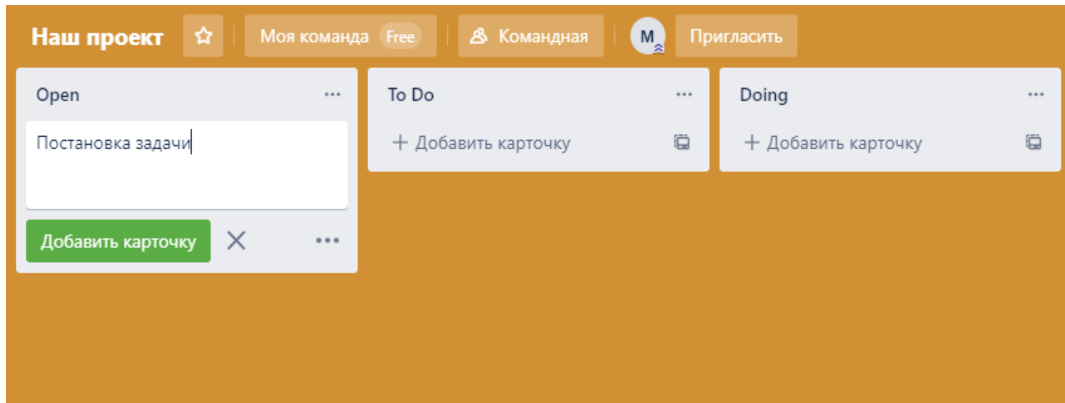 Наш проект Моя команда Free Командная M Пригласить
Open ... To Do ... Doing ...
Постановка задачи + Добавить карточку + Добавить карточку
Добавить карточку ...